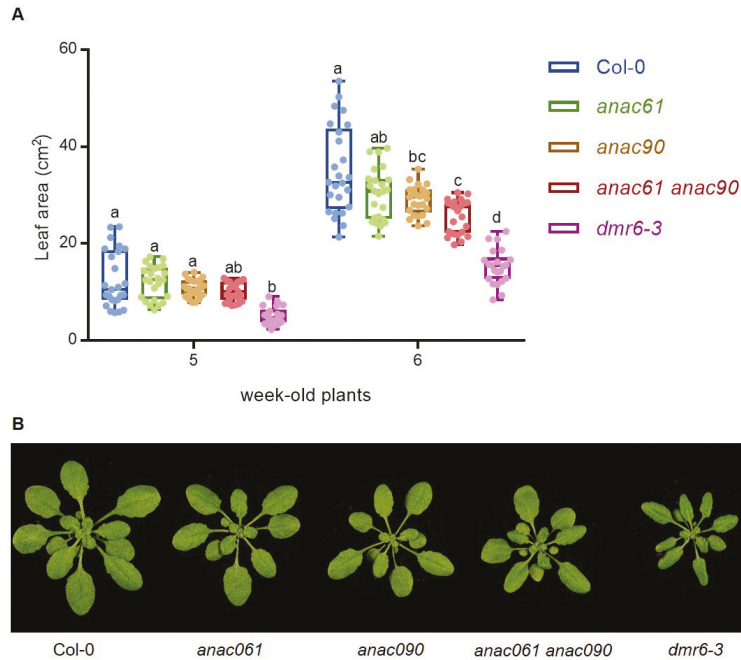 A
60
40
20
0
Leaf area (cm²)
a
a
a
ab
b
a
ab
bc
c
d
5
6
week-old plants
Col-0
anac61
anac90
anac61 anac90
dmr6-3
B
Col-0
anac061
anac090
anac061 anac090
dmr6-3